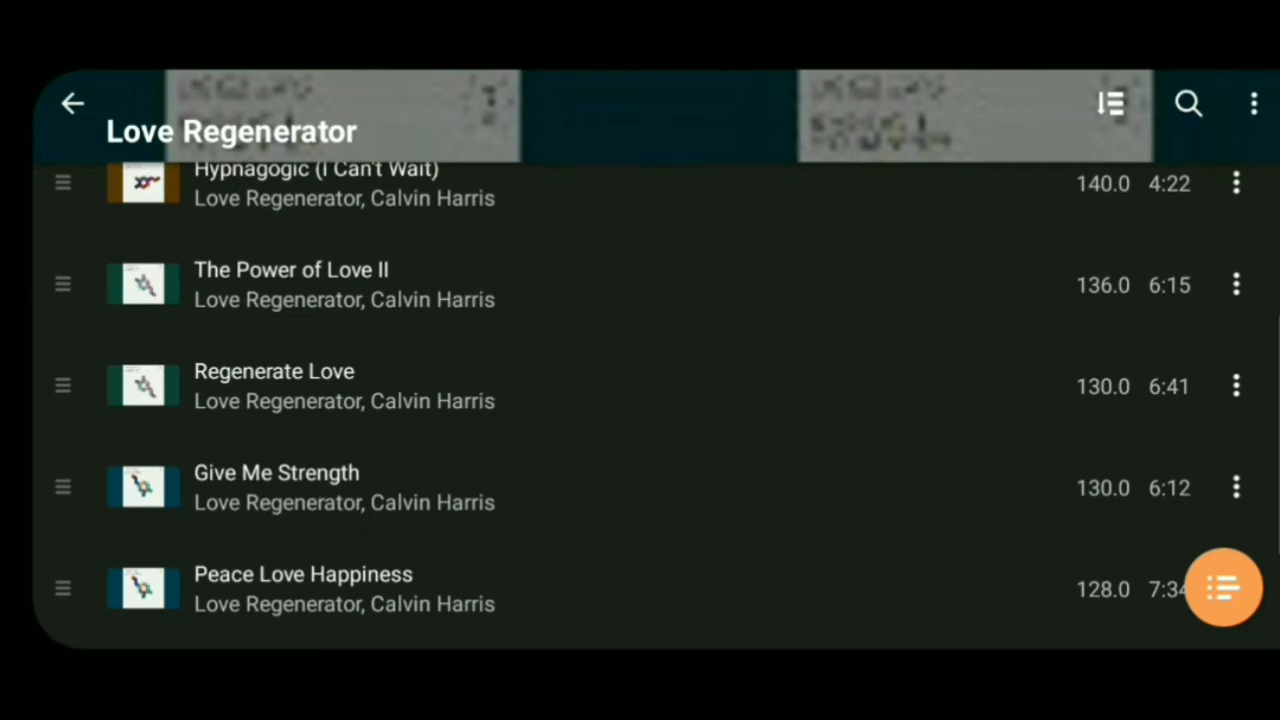 Love Regenerator
Hypnagogic (I Can't Wait)
Love Regenerator, Calvin Harris
140.0 4:22
The Power of Love II
Love Regenerator, Calvin Harris
136.0 6:15
Regenerate Love
Love Regenerator, Calvin Harris
130.0 6:41
Give Me Strength
Love Regenerator, Calvin Harris
130.0 6:12
Peace Love Happiness
Love Regenerator, Calvin Harris
128.0 7:34